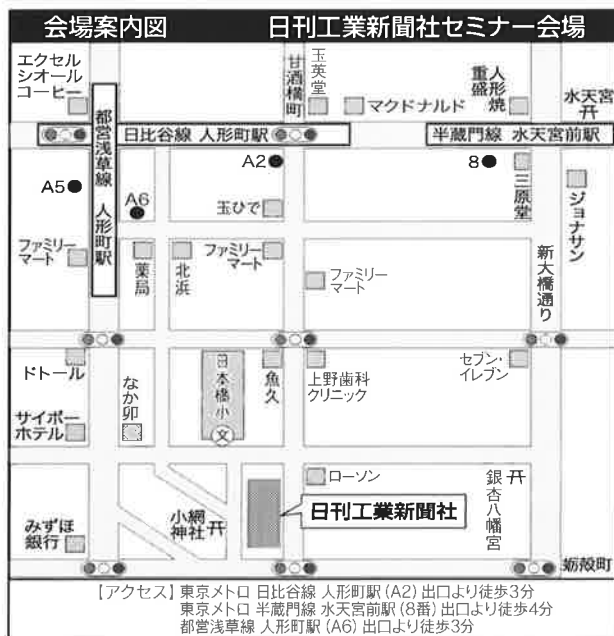 会場案内図 日刊工業新聞社セミナー会場
エクセル
シオール
コーヒー
甘酒横町
玉英堂
マクドナルド
人形焼
重盛
水天宮
都営浅草線 人形町駅
日比谷線 人形町駅
半蔵門線 水天宮前駅
A5
A6
A2
8
玉ひで
三原堂
ジョナサン
ファミリー
マート
薬局
北浜
ファミリー
マート
ファミリー
マート
新大橋通り
ドトール
なか卯
日本橋小
文
魚久
上野歯科
クリニック
セブン・
イレブン
サイボー
ホテル
ローソン
銀杏八幡宮
日刊工業新聞社
小網
神社
みずほ
銀行
蛎殻町
【アクセス】東京メトロ 日比谷線 人形町駅(A2)出口より徒歩3分
東京メトロ 半蔵門線 水天宮前駅(8番)出口より徒歩4分
都営浅草線 人形町駅(A6)出口より徒歩3分